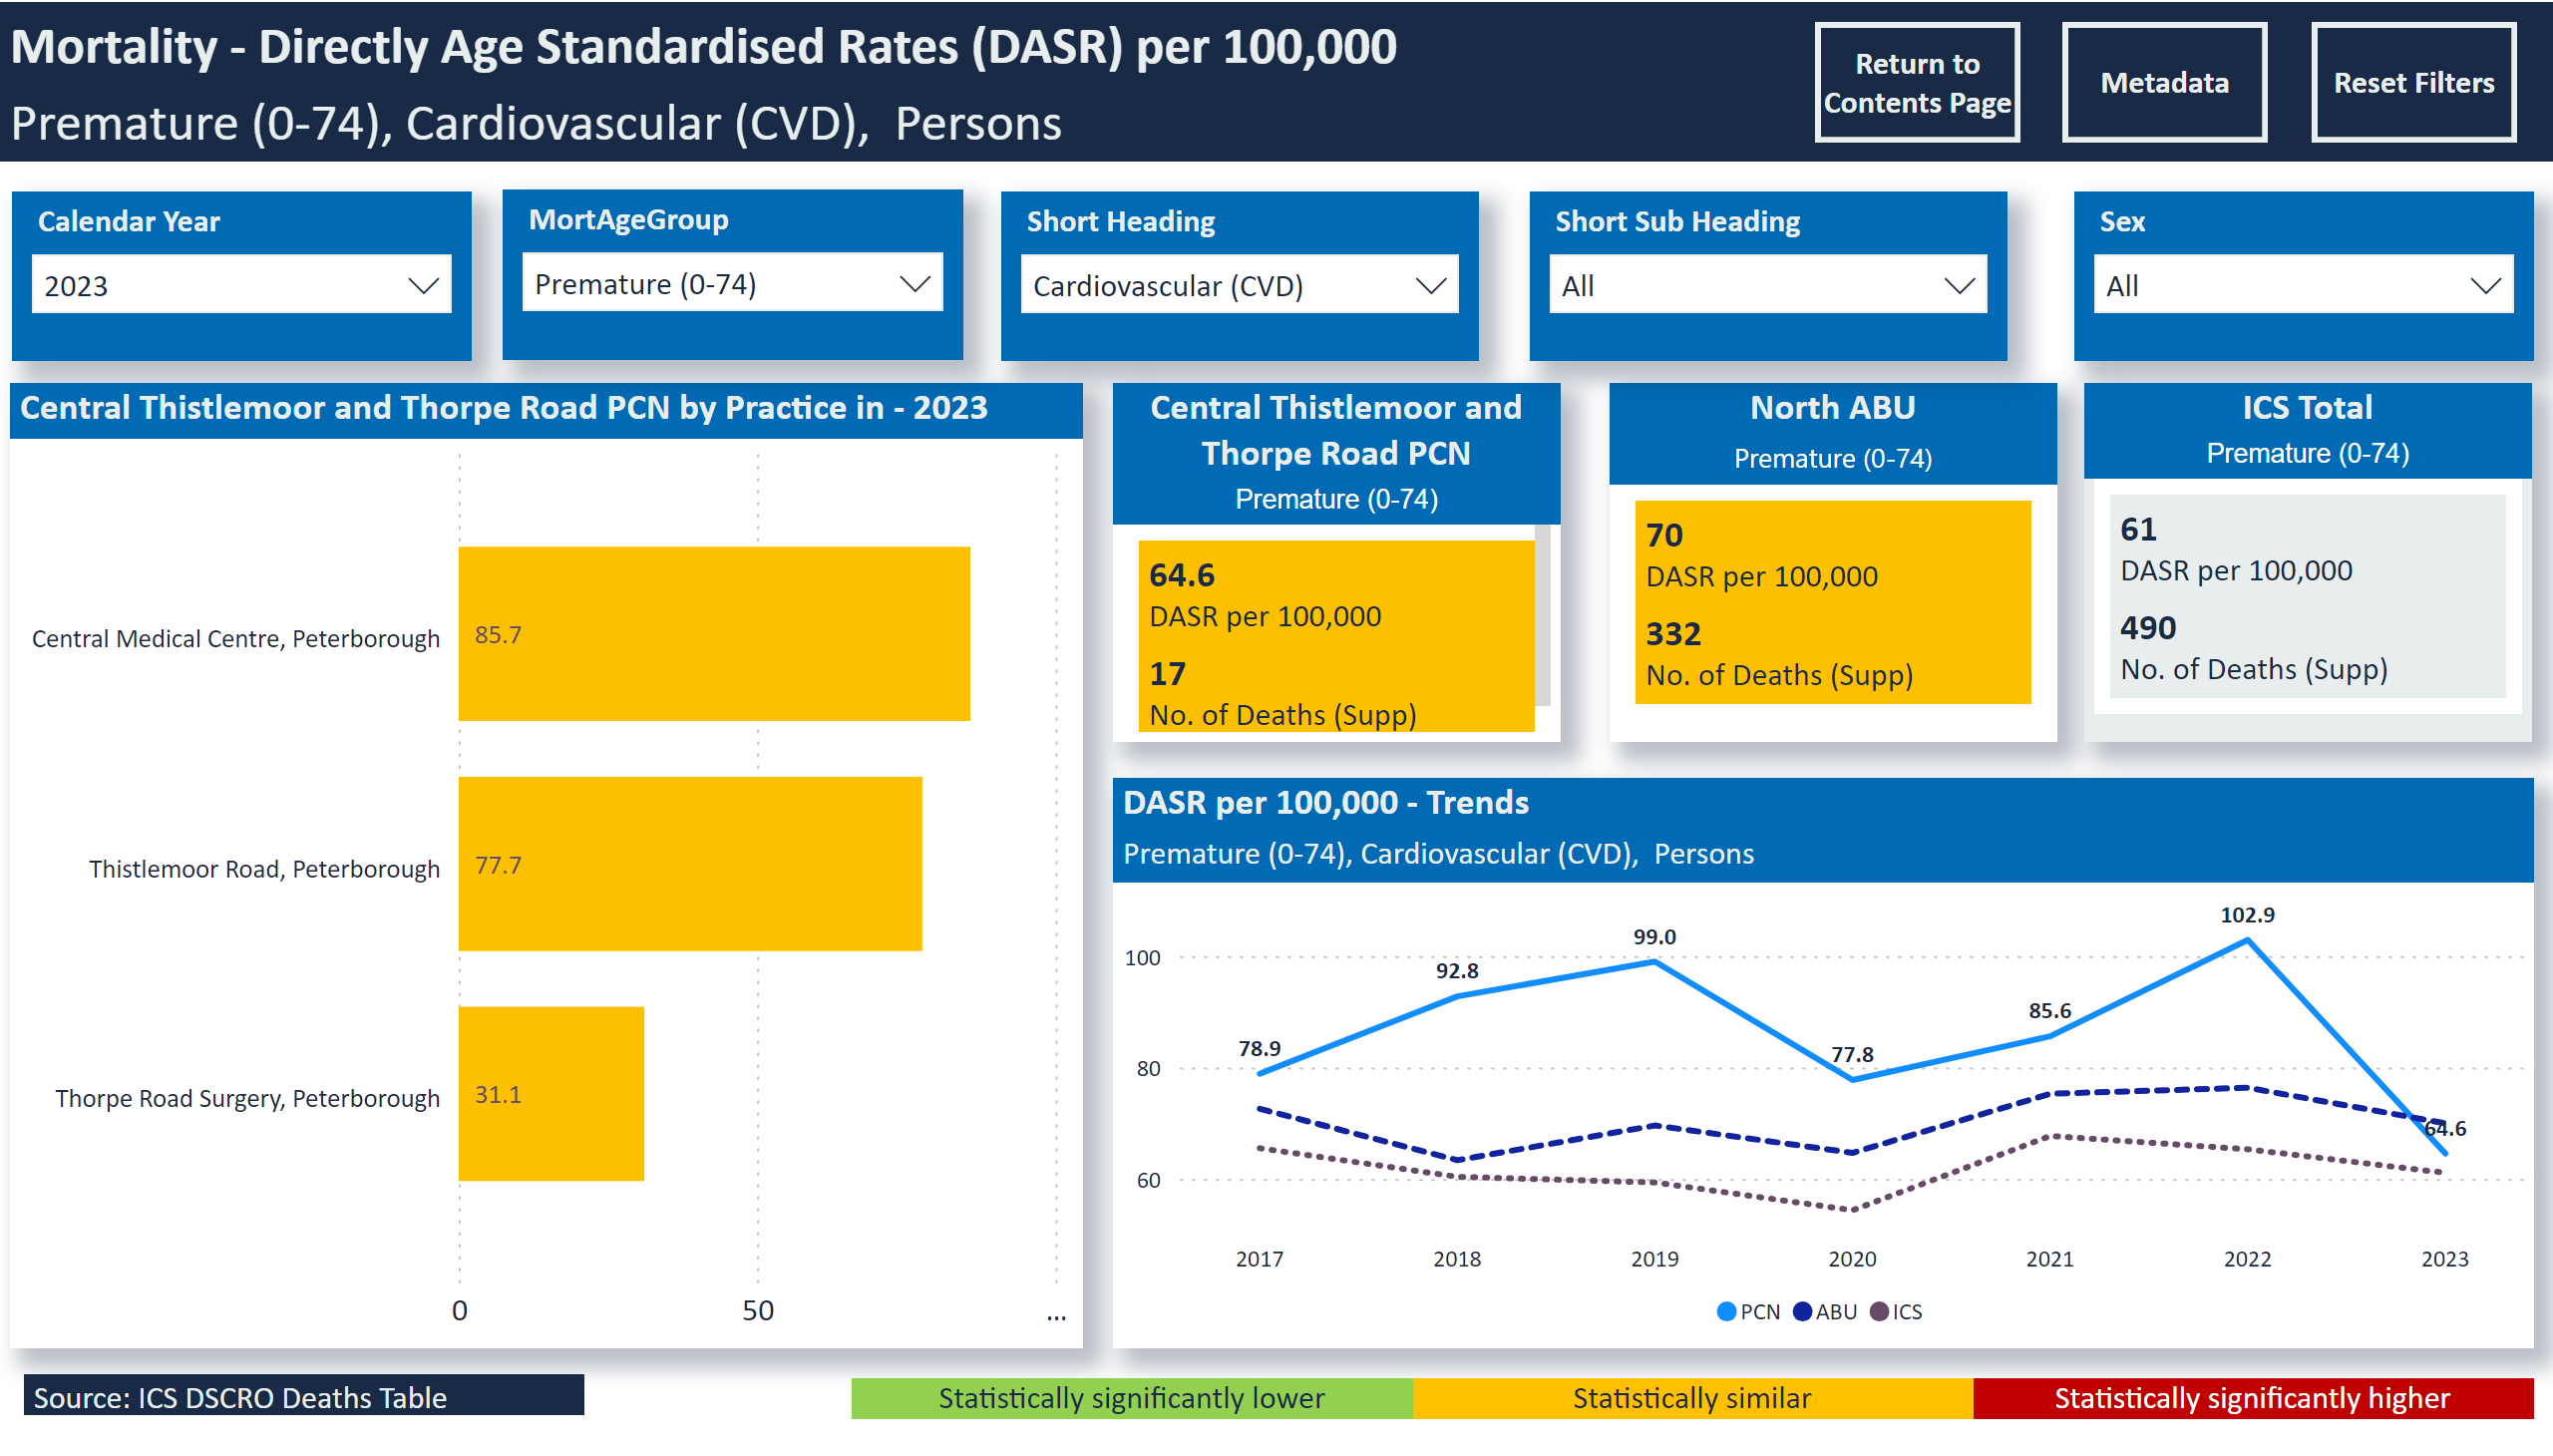 Mortality - Directly Age Standardised Rates (DASR) per 100,000
Premature (0-74), Cardiovascular (CVD),  Persons
Return to
Contents Page
Metadata
Reset Filters
Calendar Year
2023
MortAgeGroup
Premature (0-74)
Short Heading
Cardiovascular (CVD)
Short Sub Heading
All
Sex
All
Central Thistlemoor and Thorpe Road PCN by Practice in - 2023
Central Medical Centre, Peterborough
85.7
Thistlemoor Road, Peterborough
77.7
Thorpe Road Surgery, Peterborough
31.1
0
50
...
Central Thistlemoor and
Thorpe Road PCN
Premature (0-74)
64.6
DASR per 100,000
17
No. of Deaths (Supp)
North ABU
Premature (0-74)
70
DASR per 100,000
332
No. of Deaths (Supp)
ICS Total
Premature (0-74)
61
DASR per 100,000
490
No. of Deaths (Supp)
DASR per 100,000 - Trends
Premature (0-74), Cardiovascular (CVD),  Persons
100
80
60
78.9
92.8
99.0
77.8
85.6
102.9
64.6
2017
2018
2019
2020
2021
2022
2023
PCN
ABU
ICS
Source: ICS DSCRO Deaths Table
Statistically significantly lower
Statistically similar
Statistically significantly higher